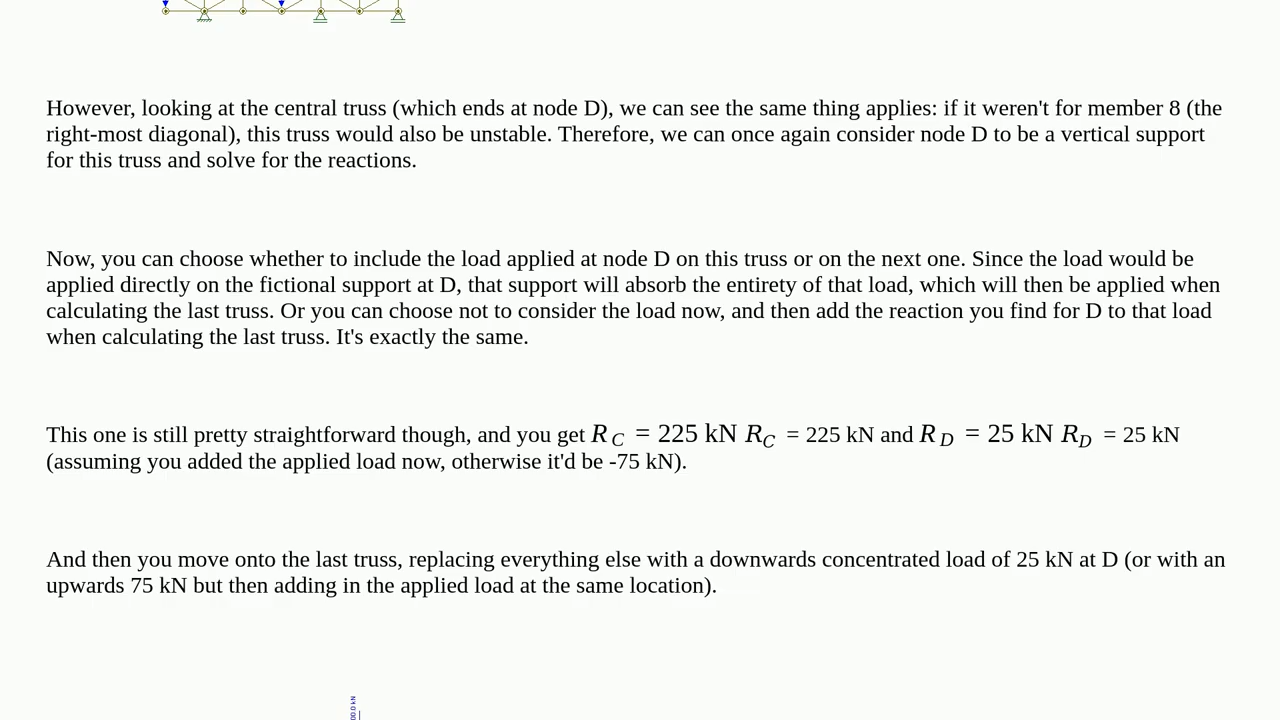 However, looking at the central truss (which ends at node D), we can see the same thing applies: if it weren't for member 8 (the
right-most diagonal), this truss would also be unstable. Therefore, we can once again consider node D to be a vertical support
for this truss and solve for the reactions.
Now, you can choose whether to include the load applied at node D on this truss or on the next one. Since the load would be
applied directly on the fictional support at D, that support will absorb the entirety of that load, which will then be applied when
calculating the last truss. Or you can choose not to consider the load now, and then add the reaction you find for D to that load
when calculating the last truss. It's exactly the same.
This one is still pretty straightforward though, and you get R C = 225 kN R C = 225 kN and R D = 25 kN R D = 25 kN
(assuming you added the applied load now, otherwise it'd be -75 kN).
And then you move onto the last truss, replacing everything else with a downwards concentrated load of 25 kN at D (or with an
upwards 75 kN but then adding in the applied load at the same location).